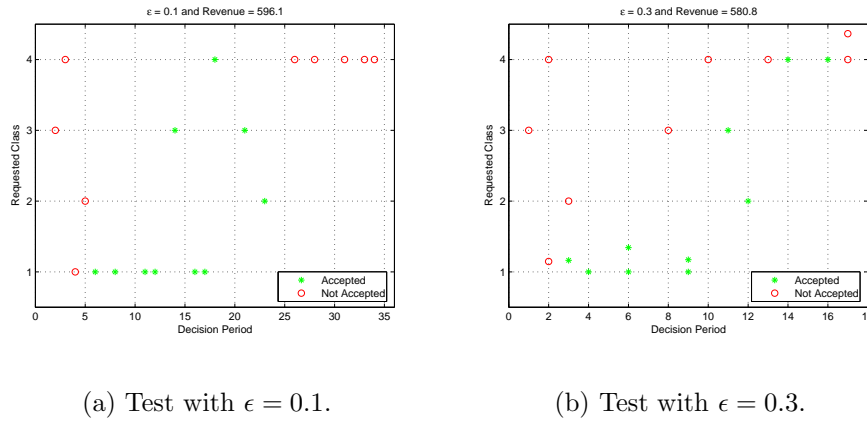 ε = 0.1 and Revenue = 596.1
Requested Class
4
3
2
1
0
5
10
15
20
25
30
35
Decision Period
Accepted
Not Accepted
(a) Test with ϵ = 0.1.
ε = 0.3 and Revenue = 580.8
Requested Class
4
3
2
1
0
2
4
6
8
10
12
14
16
18
Decision Period
Accepted
Not Accepted
(b) Test with ϵ = 0.3.